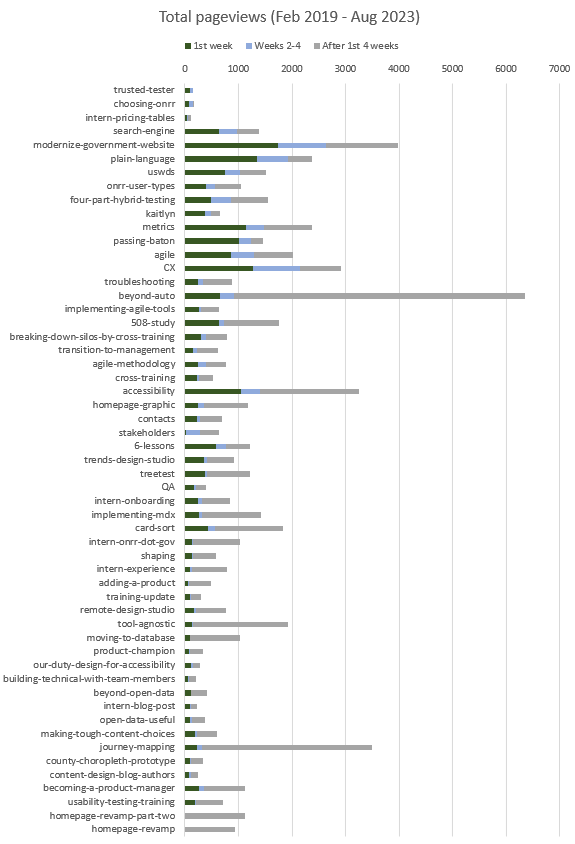 Total pageviews (Feb 2019 - Aug 2023)
1st week Weeks 2-4 After 1st 4 weeks
0 1000 2000 3000 4000 5000 6000 7000
trusted-tester
choosing-onrr
intern-pricing-tables
search-engine
modernize-government-website
plain-language
uswds
onrr-user-types
four-part-hybrid-testing
kaitlyn
metrics
passing-baton
agile
CX
troubleshooting
beyond-auto
implementing-agile-tools
508-study
breaking-down-silos-by-cross-training
transition-to-management
agile-methodology
cross-training
accessibility
homepage-graphic
contacts
stakeholders
6-lessons
trends-design-studio
treetest
QA
intern-onboarding
implementing-mdx
card-sort
intern-onrr-dot-gov
shaping
intern-experience
adding-a-product
training-update
remote-design-studio
tool-agnostic
moving-to-database
product-champion
our-duty-design-for-accessibility
building-technical-with-team-members
beyond-open-data
intern-blog-post
open-data-useful
making-tough-content-choices
journey-mapping
county-choropleth-prototype
content-design-blog-authors
becoming-a-product-manager
usability-testing-training
homepage-revamp-part-two
homepage-revamp